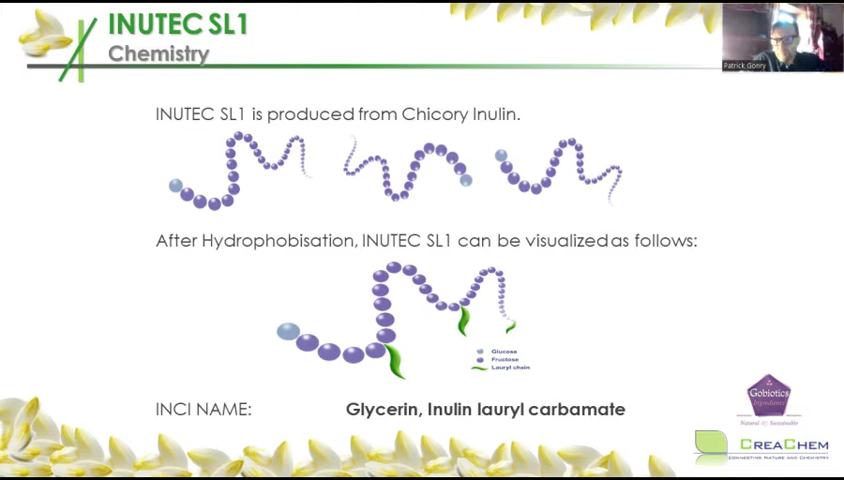 INUTEC SL1
Chemistry
Patrick Gonry
INUTEC SL1 is produced from Chicory Inulin.
After Hydrophobisation, INUTEC SL1 can be visualized as follows:
Glucose
Fructose
Lauryl chain
INCI NAME: Glycerin, Inulin lauryl carbamate
Gobiotics
Ingredients
Natural & Sustainable
CREACHEM
CONNECTING NATURE AND CHEMISTRY